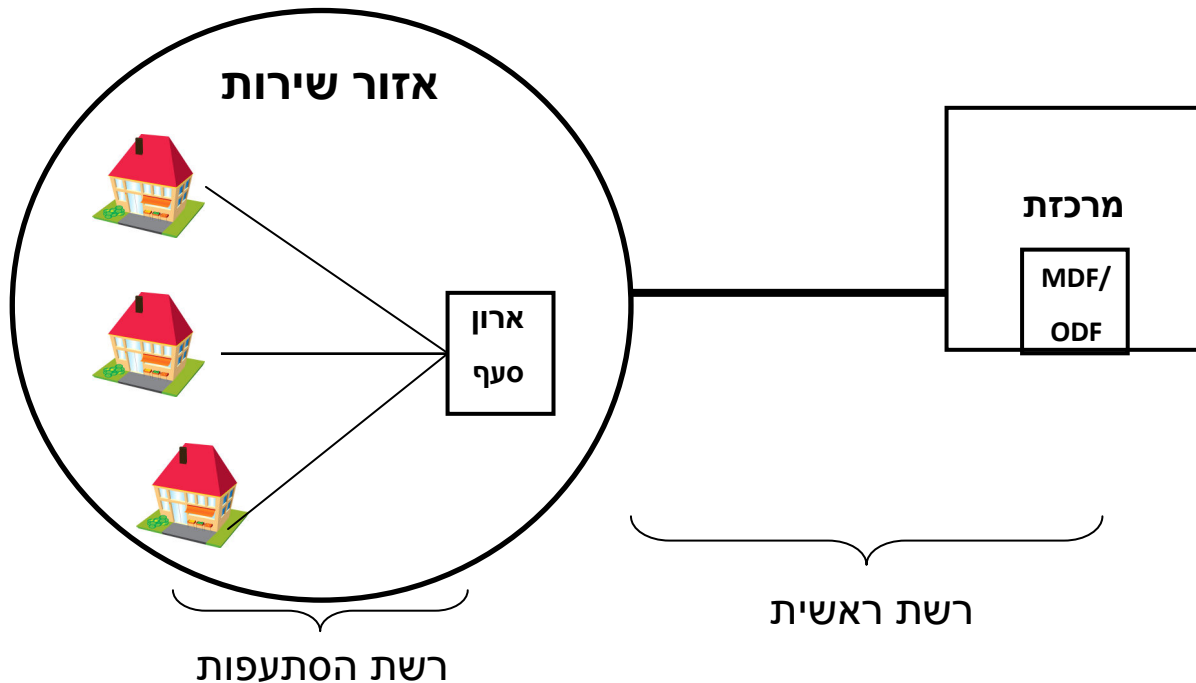 אזור שירות
מרכזת
MDF/
ODF
ארון
סעף
רשת ראשית
רשת הסתעפות